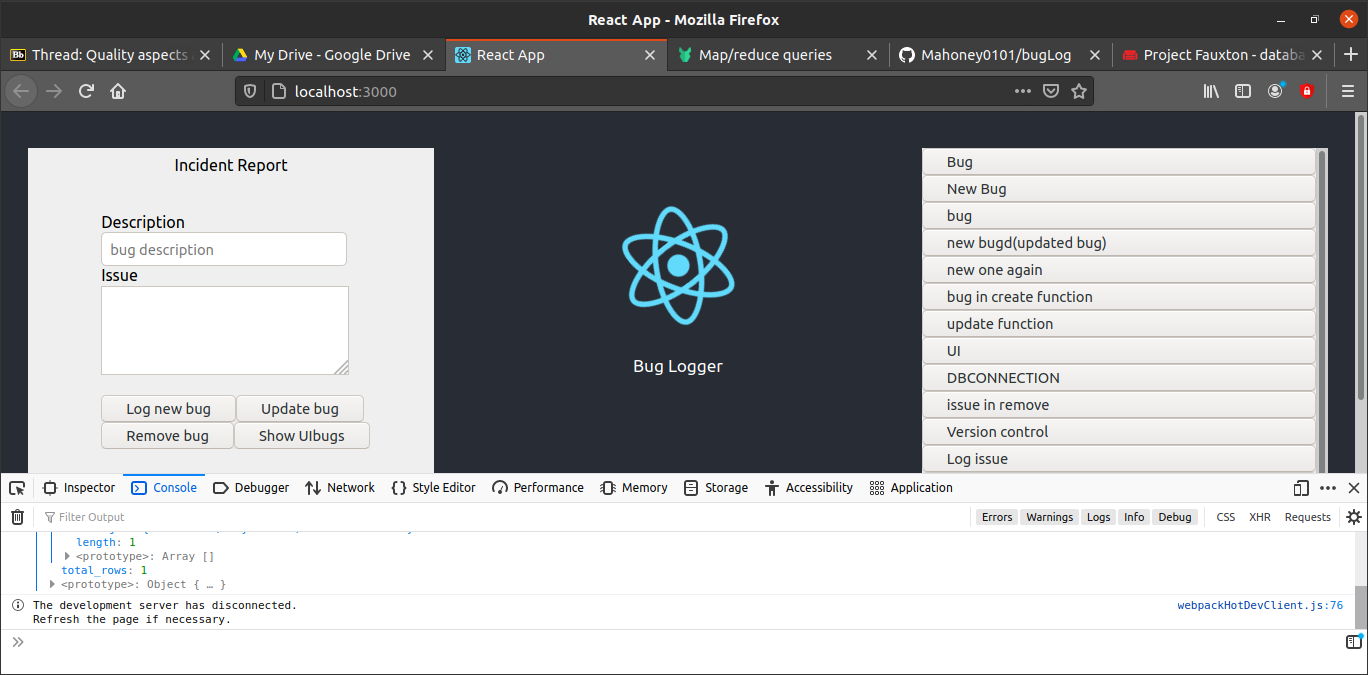 React App - Mozilla Firefox
Bb Thread: Quality aspects
My Drive - Google Drive
React App
Map/reduce queries
Mahoney0101/bugLog
Project Fauxton - databa
localhost:3000
Incident Report
Description
bug description
Issue
Log new bug
Update bug
Remove bug
Show UIbugs
Bug Logger
Bug
New Bug
bug
new bugd(updated bug)
new one again
bug in create function
update function
UI
DBCONNECTION
issue in remove
Version control
Log issue
Inspector
Console
Debugger
Network
Style Editor
Performance
Memory
Storage
Accessibility
Application
Filter Output
Errors
Warnings
Logs
Info
Debug
CSS
XHR
Requests
length: 1
<prototype>: Array []
total_rows: 1
<prototype>: Object { … }
The development server has disconnected.
Refresh the page if necessary.
webpackHotDevClient.js:76